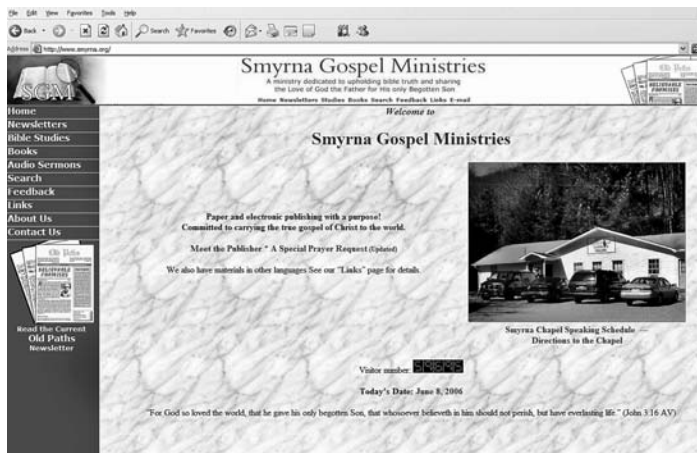 File Edit View Favorites Tools Help
Back Search Favorites
Address http://www.smyrna.org/
SGM
Smyrna Gospel Ministries
A ministry dedicated to upholding bible truth and sharing
the Love of God the Father for His only Begotten Son
Home Newsletters Studies Books Search Feedback Links E-mail
Old Paths
BELIEVABLE
PROMISES
Home
Newsletters
Bible Studies
Books
Audio Sermons
Search
Feedback
Links
About Us
Contact Us
Old Paths
BELIEVABLE
PROMISES
Read the Current
Old Paths
Newsletter
Welcome to
Smyrna Gospel Ministries
Paper and electronic publishing with a purpose!
Committed to carrying the true gospel of Christ to the world.
Meet the Publisher * A Special Prayer Request (Updated)
We also have materials in other languages See our "Links" page for details.
Smyrna Chapel Speaking Schedule —
Directions to the Chapel
Visitor number:
Today's Date: June 8, 2006
"For God so loved the world, that he gave his only begotten Son, that whosoever believeth in him should not perish, but have everlasting life." (John 3:16 AV)